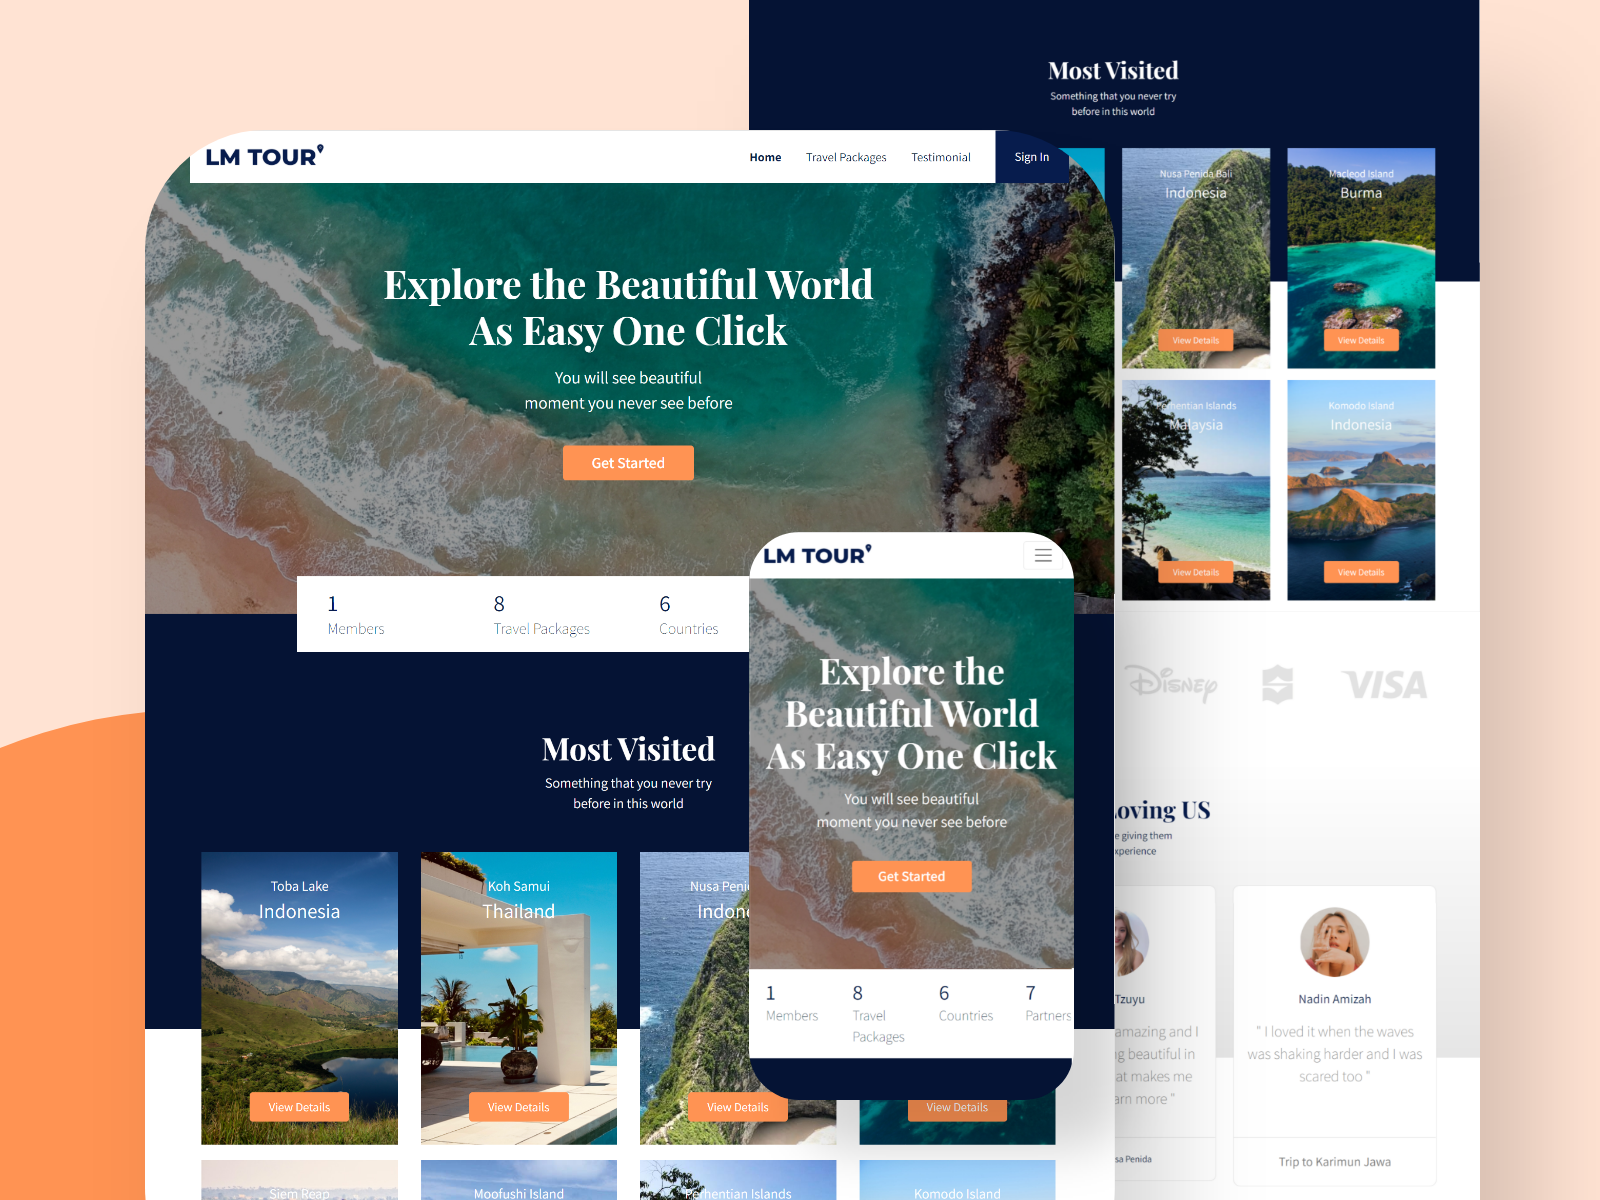 LM TOUR
Home
Travel Packages
Testimonial
Sign In
Explore the Beautiful World
As Easy One Click
You will see beautiful
moment you never see before
Get Started
1
Members
8
Travel Packages
6
Countries
Most Visited
Something that you never try
before in this world
Toba Lake
Indonesia
View Details
Koh Samui
Thailand
View Details
Nusa
View Details
View Details
Siem Reap
Moofushi Island
Perhentian Islands
Komodo Island
LM TOUR
Explore the
Beautiful World
As Easy One Click
You will see beautiful
moment you never see before
Get Started
1
Members
8
Travel
Packages
6
Countries
7
Partners
Most Visited
Something that you never try
before in this world
Nusa Penida Bali
Indonesia
View Details
Macleod Island
Burma
View Details
Islands
Malaysia
View Details
Komodo Island
Indonesia
View Details
Disney
VISA
oving US
e giving them
xperience
Tzuyu
amazing and I
g beautiful in
at makes me
arn more "
sa Penida
Nadin Amizah
" I loved it when the waves
was shaking harder and I was
scared too "
Trip to Karimun Jawa